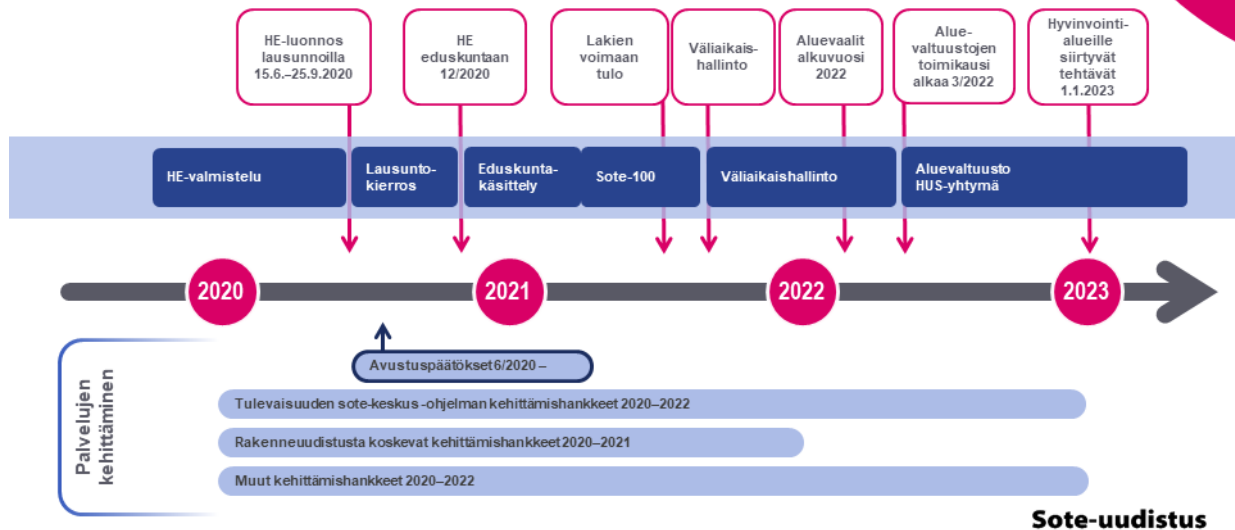 HE-luonnos
lausunnoilla
15.6.–25.9.2020
HE
eduskuntaan
12/2020
Lakien
voimaan
tulo
Väliaikais-
hallinto
Aluevaalit
alkuvuosi
2022
Alue-
valtuustojen
toimikausi
alkaa 3/2022
Hyvinvointi-
alueille
siirtyvät
tehtävät
1.1.2023
HE-valmistelu
Lausunto-
kierros
Eduskunta-
käsittely
Sote-100
Väliaikaishallinto
Aluevaltuusto
HUS-yhtymä
2020
2021
2022
2023
Palvelujen
kehittäminen
Avustuspäätökset 6/2020 –
Tulevaisuuden sote-keskus -ohjelman kehittämishankkeet 2020–2022
Rakenneuudistusta koskevat kehittämishankkeet 2020–2021
Muut kehittämishankkeet 2020–2022
Sote-uudistus